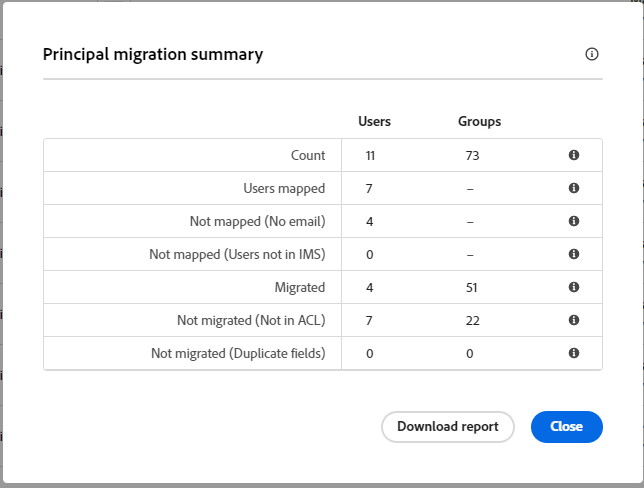 Principal migration summary
Users Groups
Count 11 73
Users mapped 7 –
Not mapped (No email) 4 –
Not mapped (Users not in IMS) 0 –
Migrated 4 51
Not migrated (Not in ACL) 7 22
Not migrated (Duplicate fields) 0 0
Download report Close